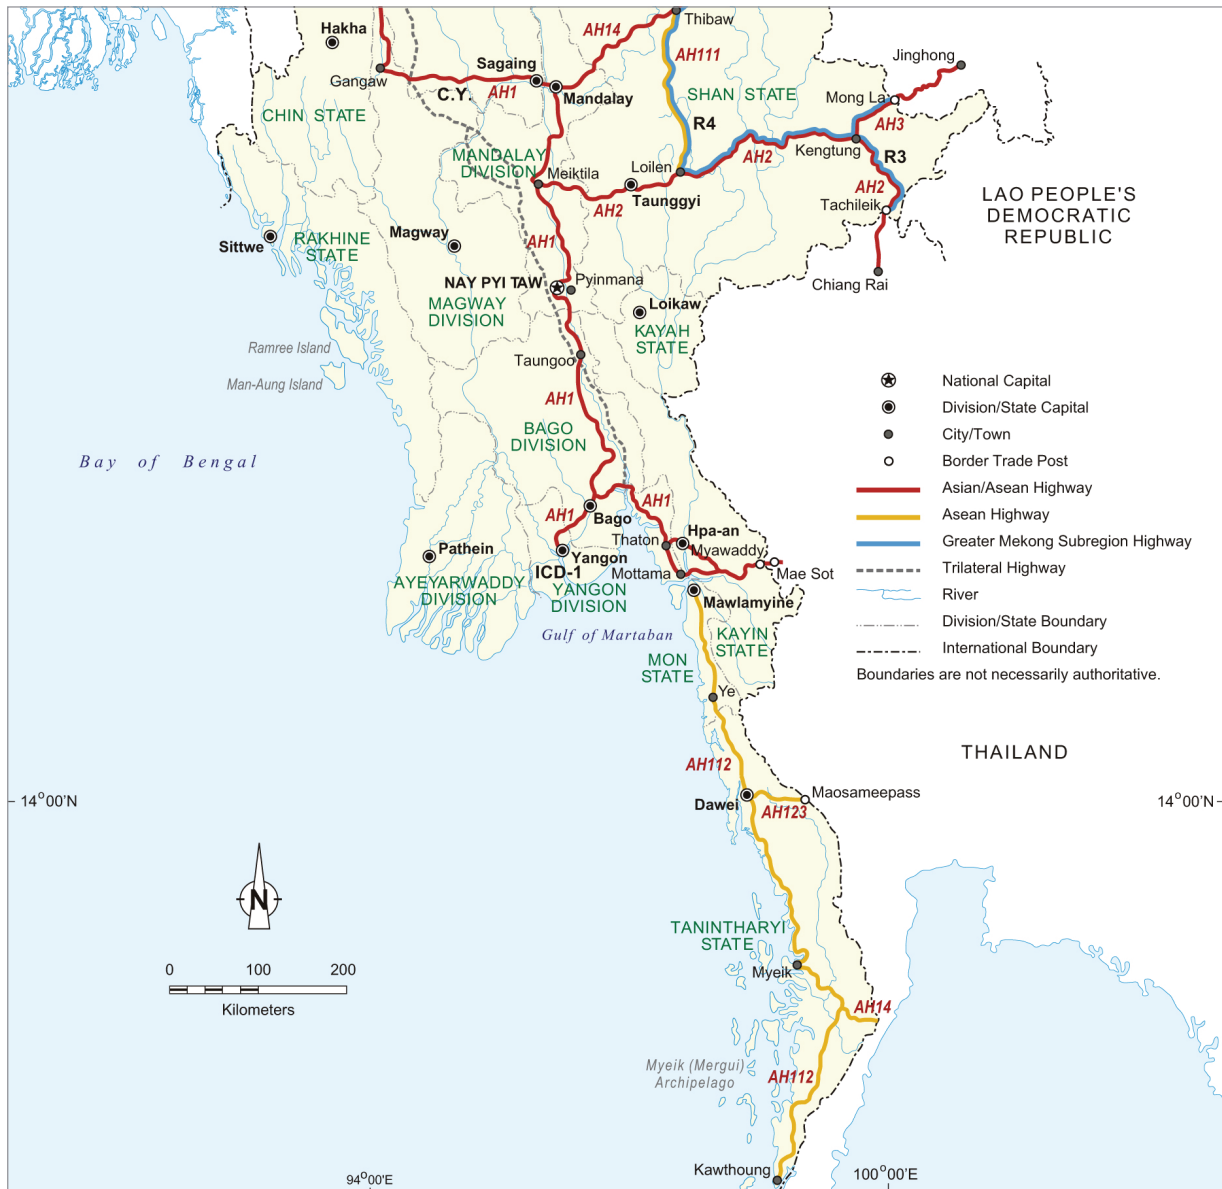 Thibaw
Hakha
AH14
AH111
Jinghong
Gangaw
Sagaing
C.Y.
AH1
Mandalay
SHAN STATE
Mong La
CHIN STATE
R4
AH3
AH2
Kengtung
R3
MANDALAY
DIVISION
Loilen
Meiktila
AH2
Taunggyi
AH2
Tachileik
LAO PEOPLE'S
DEMOCRATIC
REPUBLIC
Sittwe
RAKHINE
STATE
Magway
AH1
NAY PYI TAW
Pyinmana
Chiang Rai
MAGWAY
DIVISION
Loikaw
KAYAH
STATE
Ramree Island
Taungoo
Man-Aung Island
National Capital
Division/State Capital
City/Town
Border Trade Post
Asian/Asean Highway
Asean Highway
Greater Mekong Subregion Highway
Trilateral Highway
River
Division/State Boundary
International Boundary
Boundaries are not necessarily authoritative.
AH1
BAGO
DIVISION
Bay of Bengal
AH1
AH1
Bago
Hpa-an
Thaton
Myawaddy
Pathein
Yangon
ICD-1
Mottama
Mae Sot
AYEYARWADDY
DIVISION
YANGON
DIVISION
Mawlamyine
Gulf of Martaban
KAYIN
STATE
MON
STATE
Ye
THAILAND
AH112
Maosameepass
14°00'N
Dawei
AH123
14°00'N
N
TANINTHARYI
STATE
Myeik
0 100 200
Kilometers
AH14
Myeik (Mergui)
Archipelago
AH112
Kawthoung
94°00'E
100°00'E